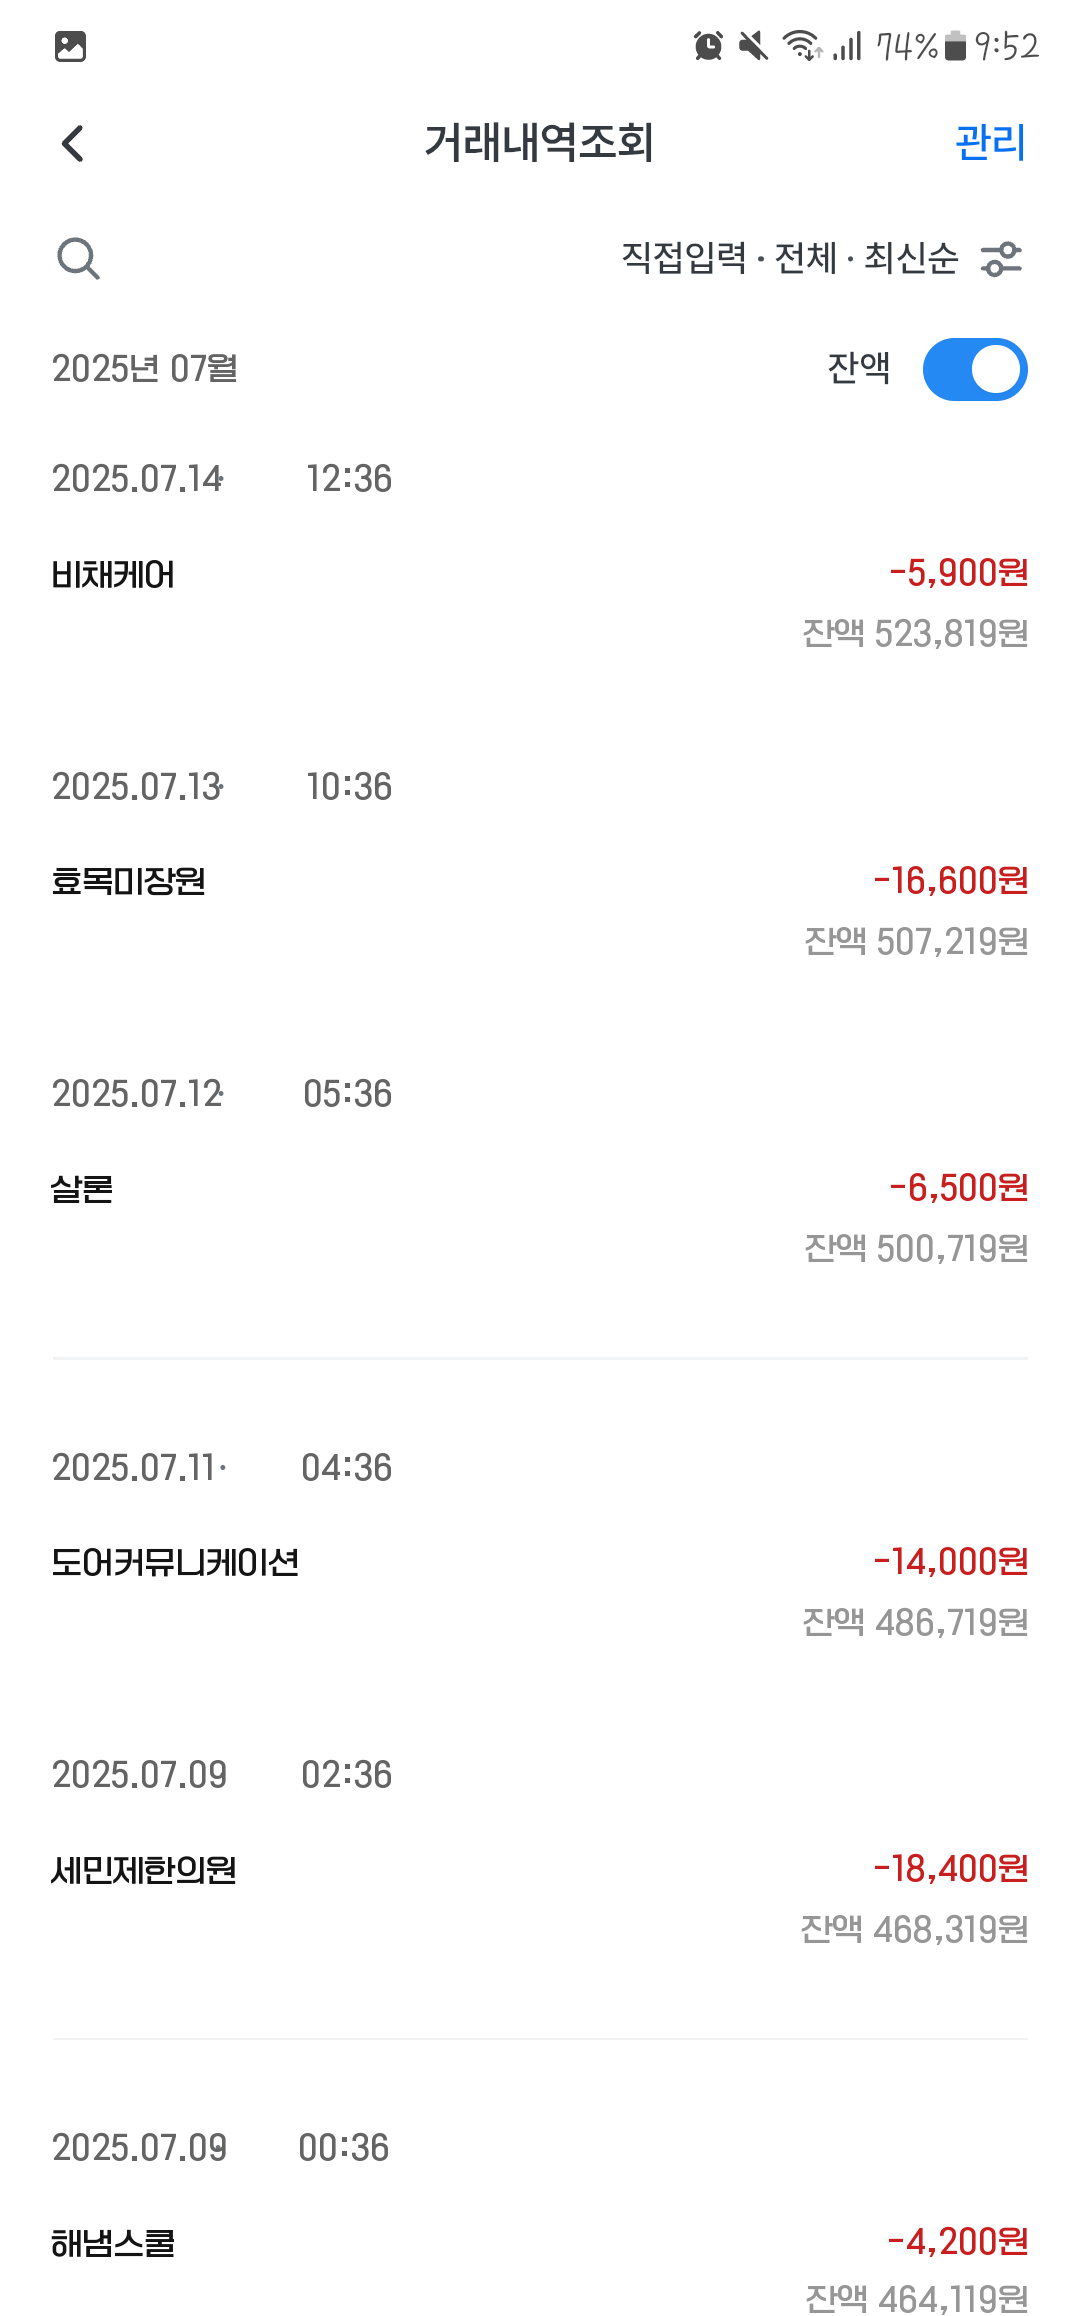 74% 9:52
거래내역조회 관리
직접입력 · 전체 · 최신순
2025년 07월 잔액
2025.07.14· 12:36
비채케어 -5,900원
잔액 523,819원
2025.07.13· 10:36
효목미장원 -16,600원
잔액 507,219원
2025.07.12· 05:36
살론 -6,500원
잔액 500,719원
2025.07.11· 04:36
도어커뮤니케이션 -14,000원
잔액 486,719원
2025.07.09 02:36
세민제한의원 -18,400원
잔액 468,319원
2025.07.09 00:36
해냄스쿨 -4,200원
잔액 464,119원